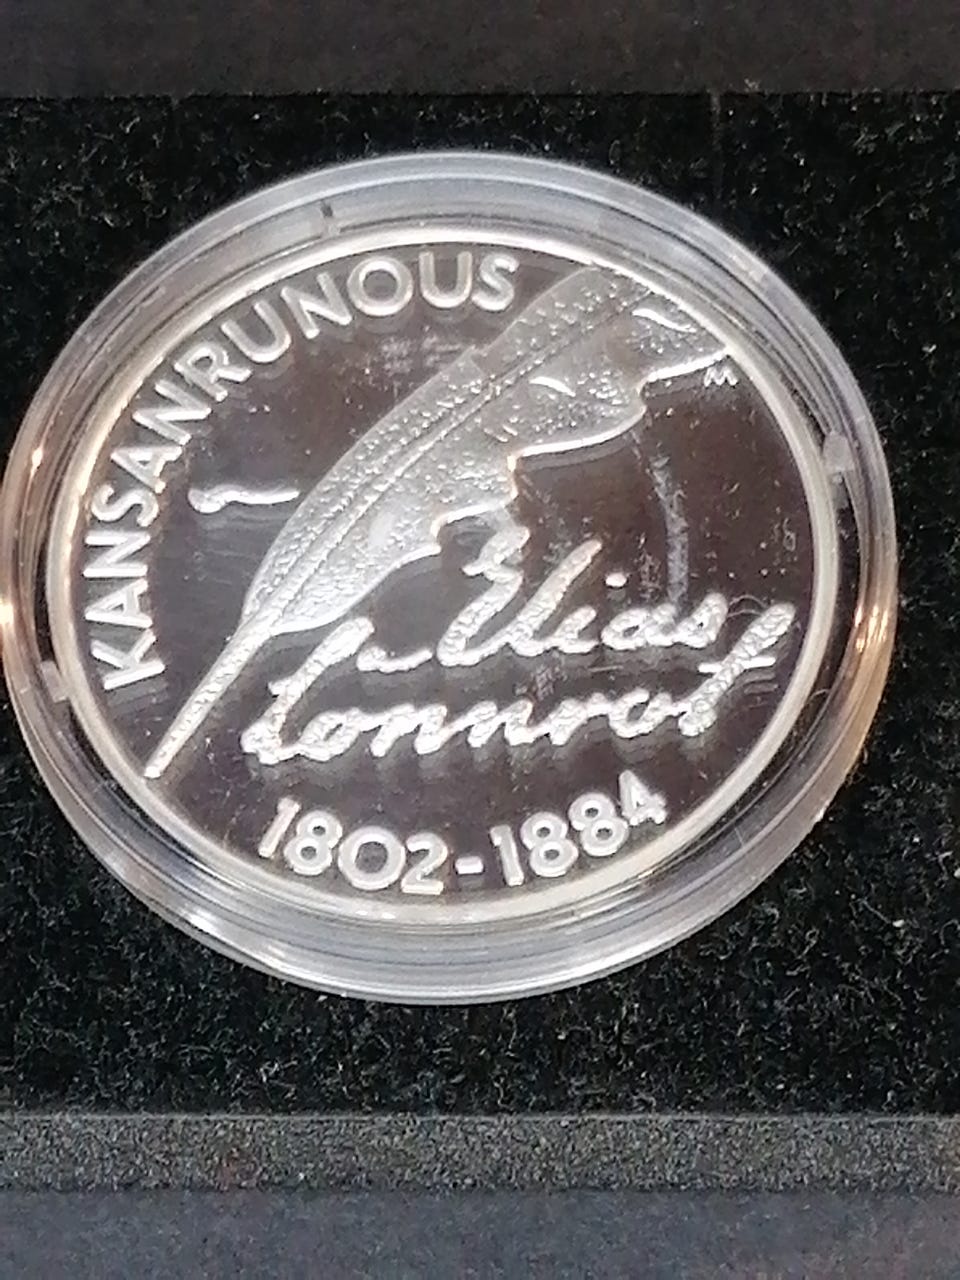 KANSANRUNOUS
M
Elias
Lönnrot
1802-1884